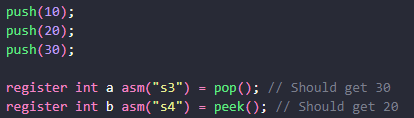 push(10);
push(20);
push(30);
register int a asm("s3") = pop(); // Should get 30
register int b asm("s4") = peek(); // Should get 20